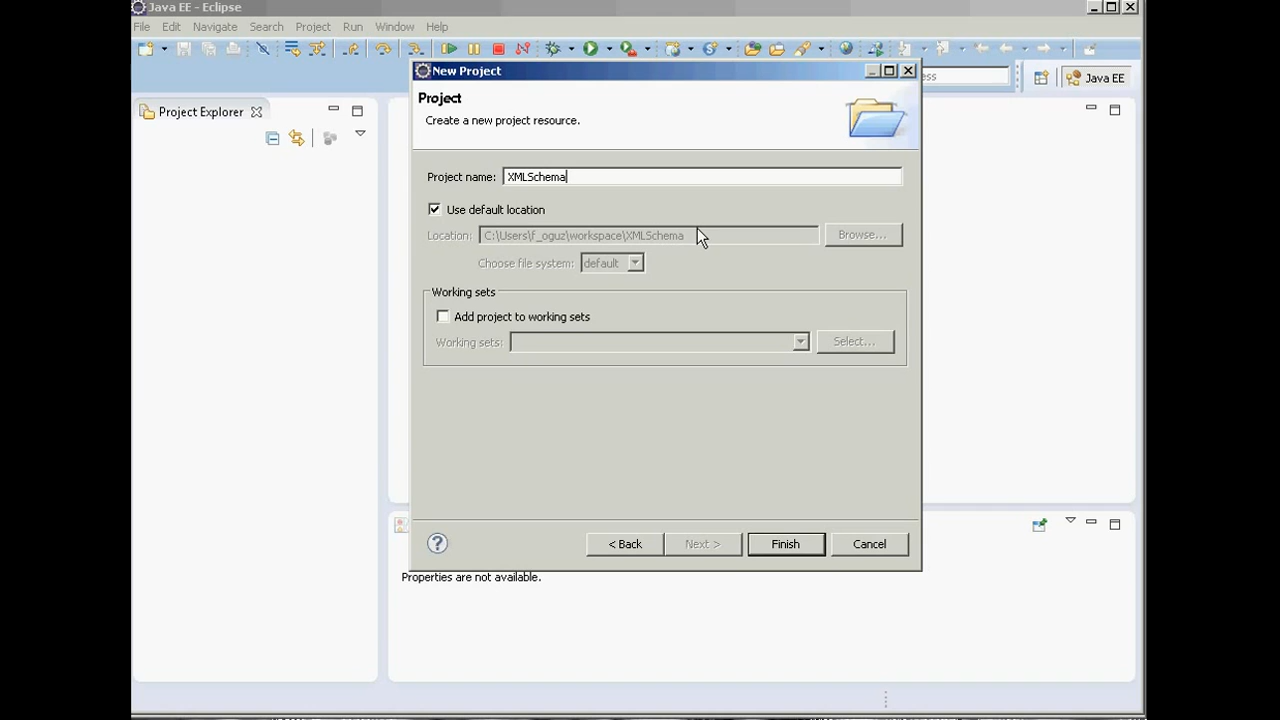 Java EE - Eclipse
File Edit Navigate Search Project Run Window Help
New Project
ess
Java EE
Project Explorer
Project
Create a new project resource.
Project name: XMLSchema
Use default location
Location: C:\Users\f_oguz\workspace\XMLSchema Browse...
Choose file system: default
Working sets
Add project to working sets
Working sets: Select...
< Back Next > Finish Cancel
Properties are not available.